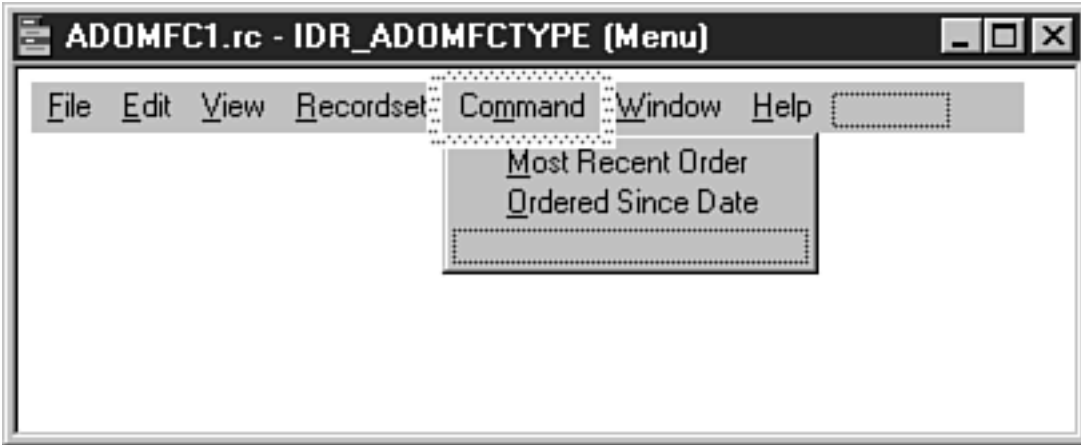 ADOMFC1.rc - IDR_ADOMFCTYPE (Menu)
File Edit View Recordset Command Window Help
Most Recent Order
Ordered Since Date